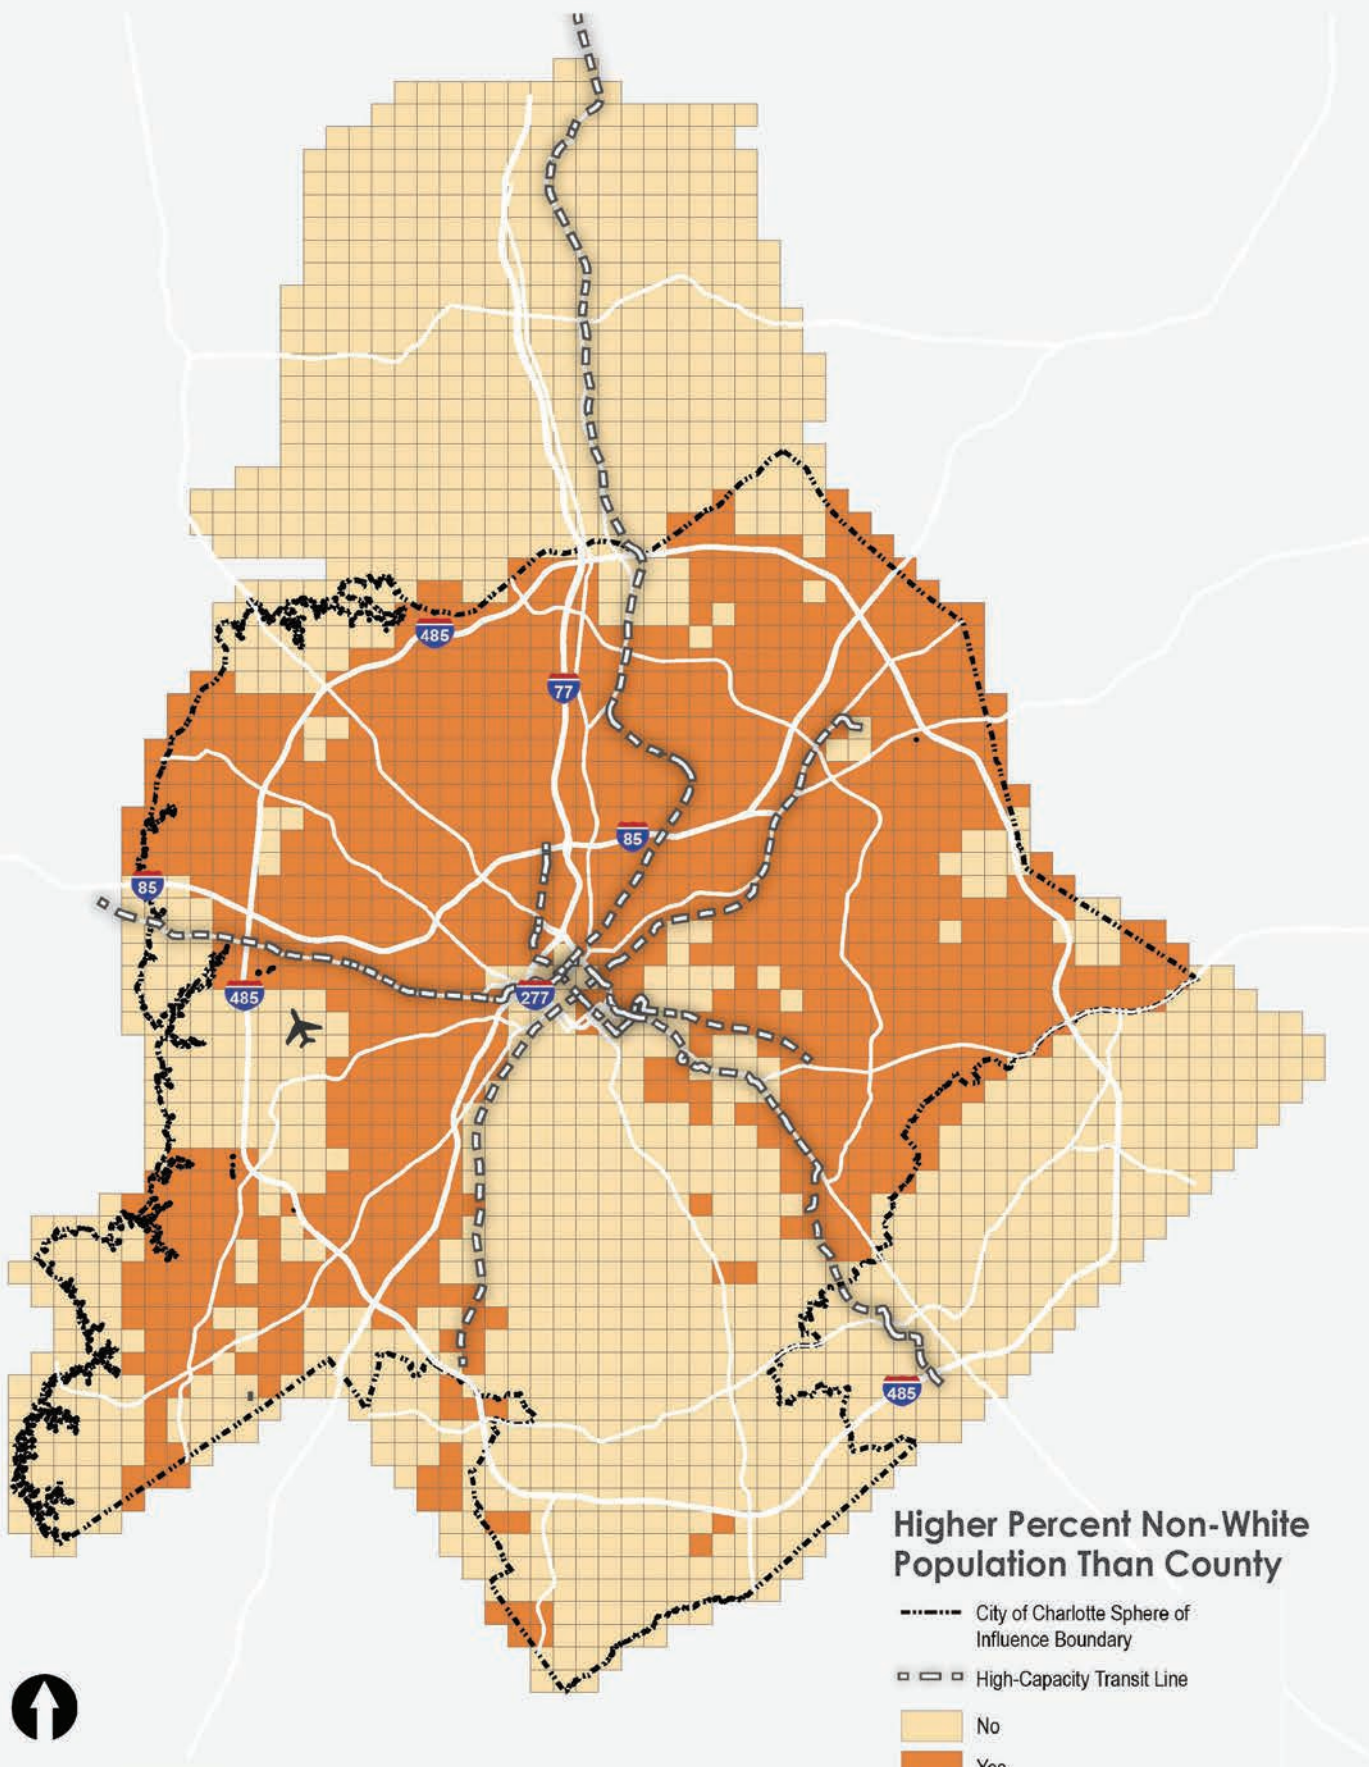 485
77
85
85
485
277
485
Higher Percent Non-White
Population Than County
City of Charlotte Sphere of
Influence Boundary
High-Capacity Transit Line
No